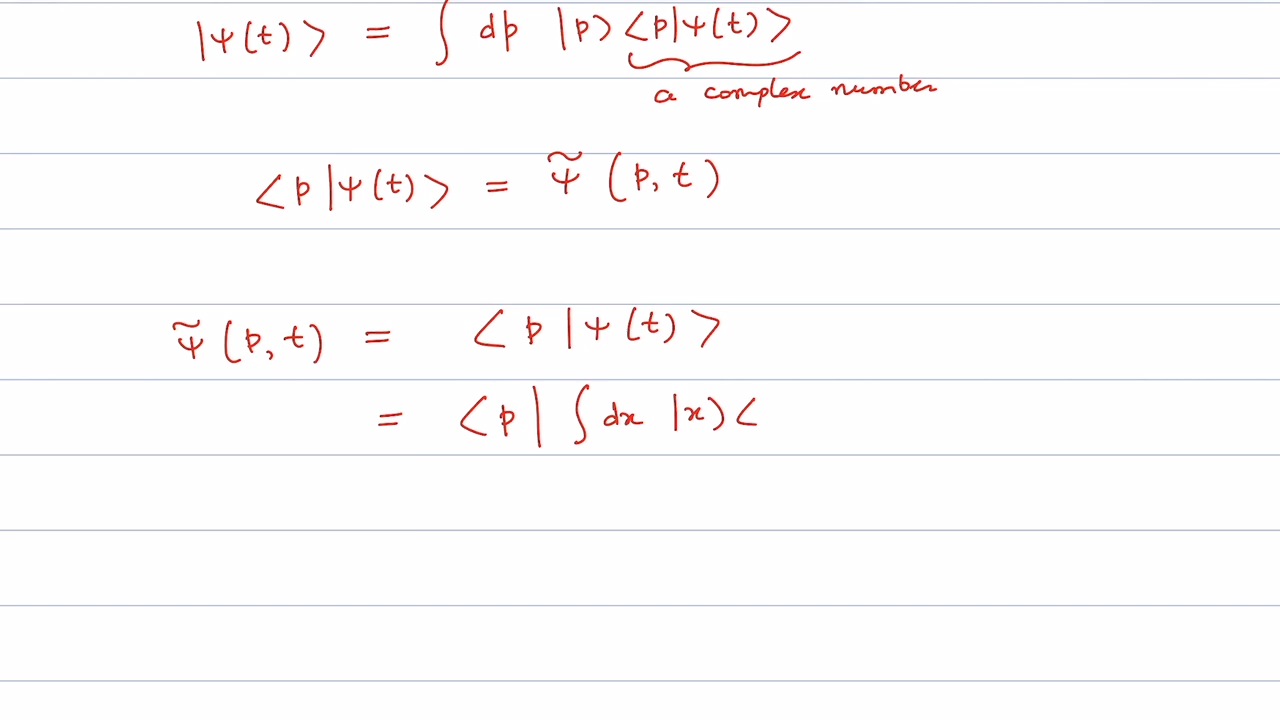 |ψ(t)> = ∫ dp |p> <p|ψ(t)>
a complex number
<p|ψ(t)> = ψ̃ (p, t)
ψ̃ (p, t) = <p|ψ(t)>
= <p| ∫ dx |x> <